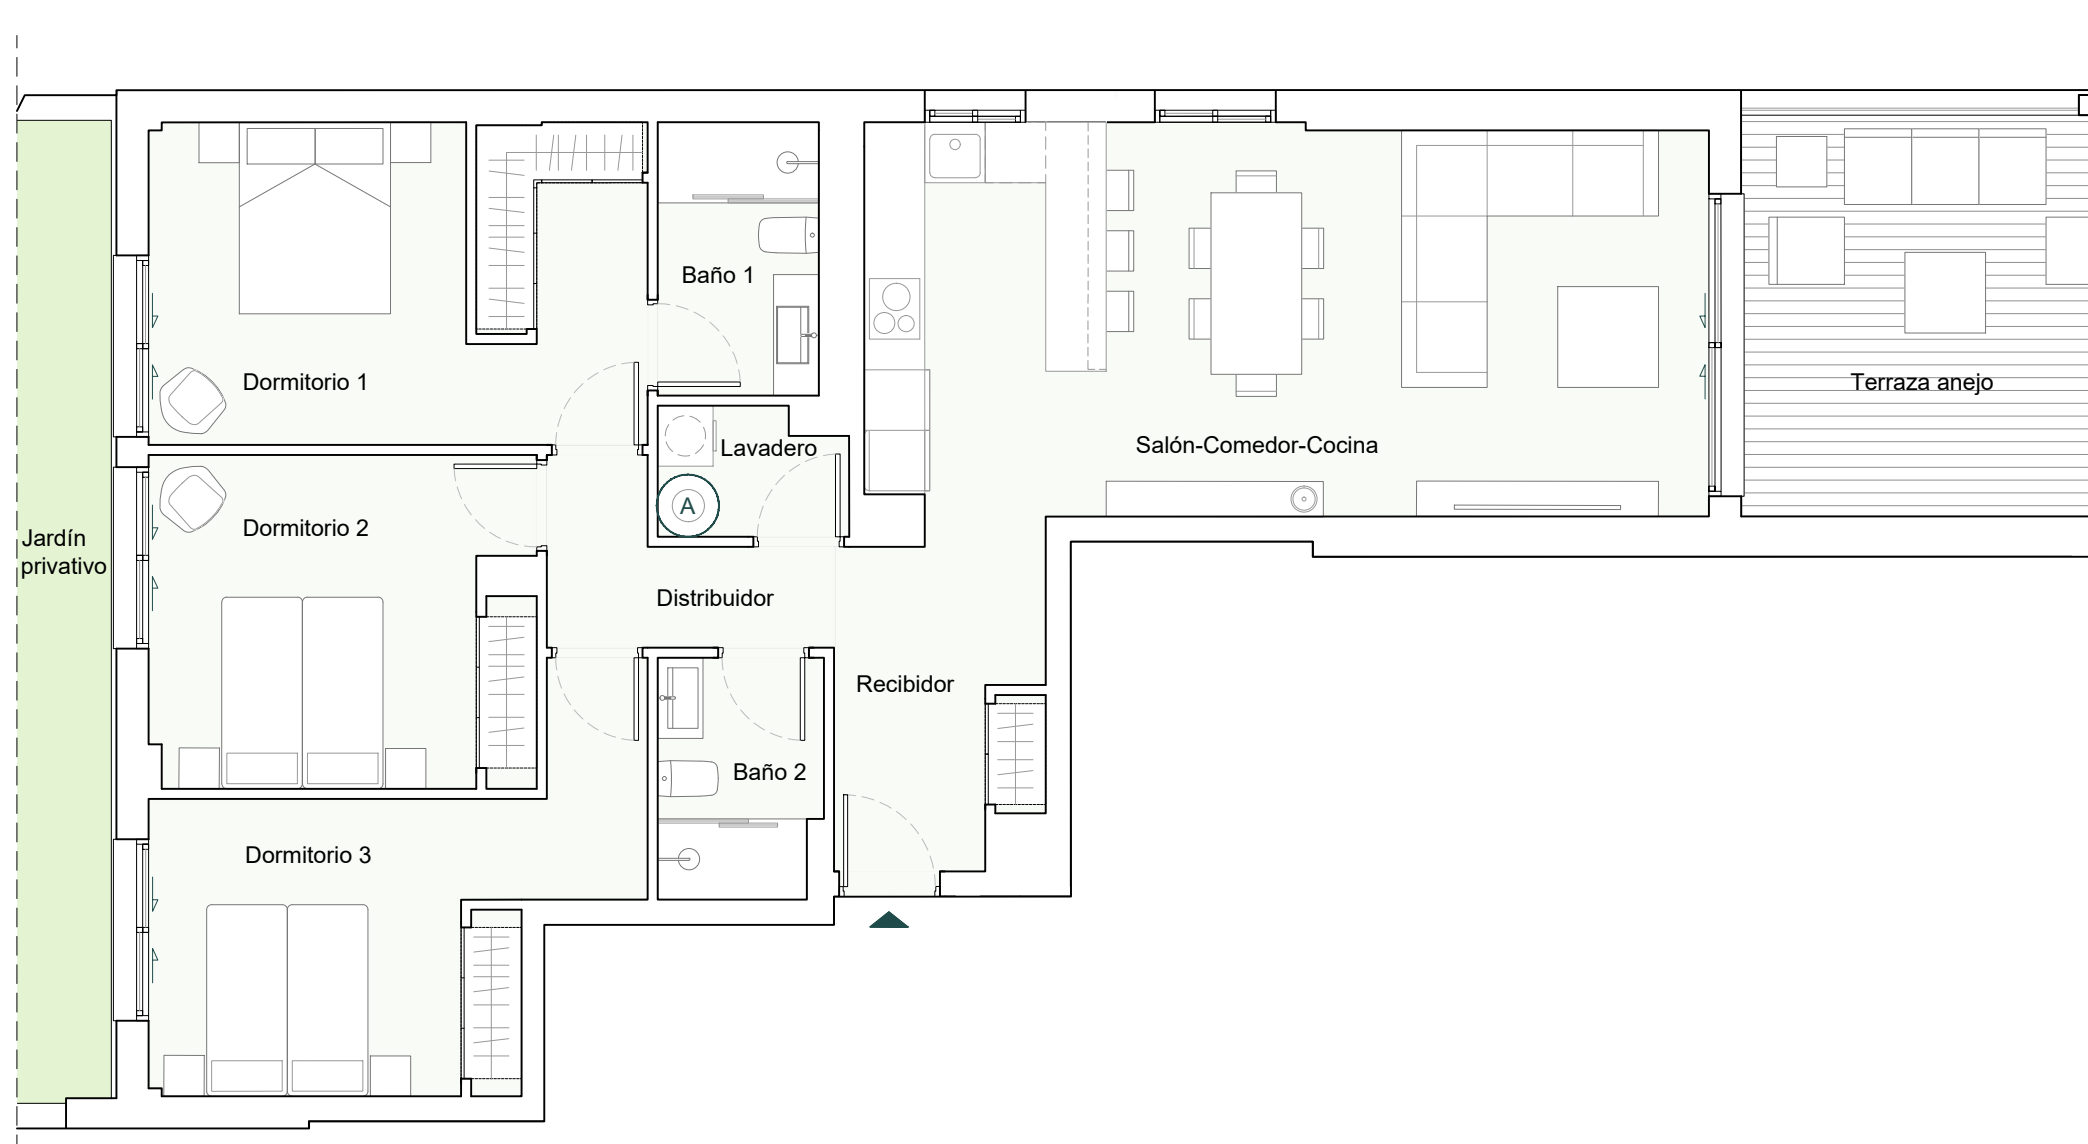 Baño 1
Dormitorio 1
Terraza anejo
Lavadero
Salón-Comedor-Cocina
A
Dormitorio 2
Jardín
privativo
Distribuidor
Recibidor
Baño 2
Dormitorio 3